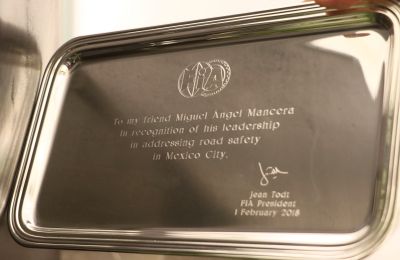 FIA
To my friend Miguel Angel Mancera
in recognition of his leadership
in addressing road safety
in Mexico City.
Jean Todt
FIA President
1 February 2018